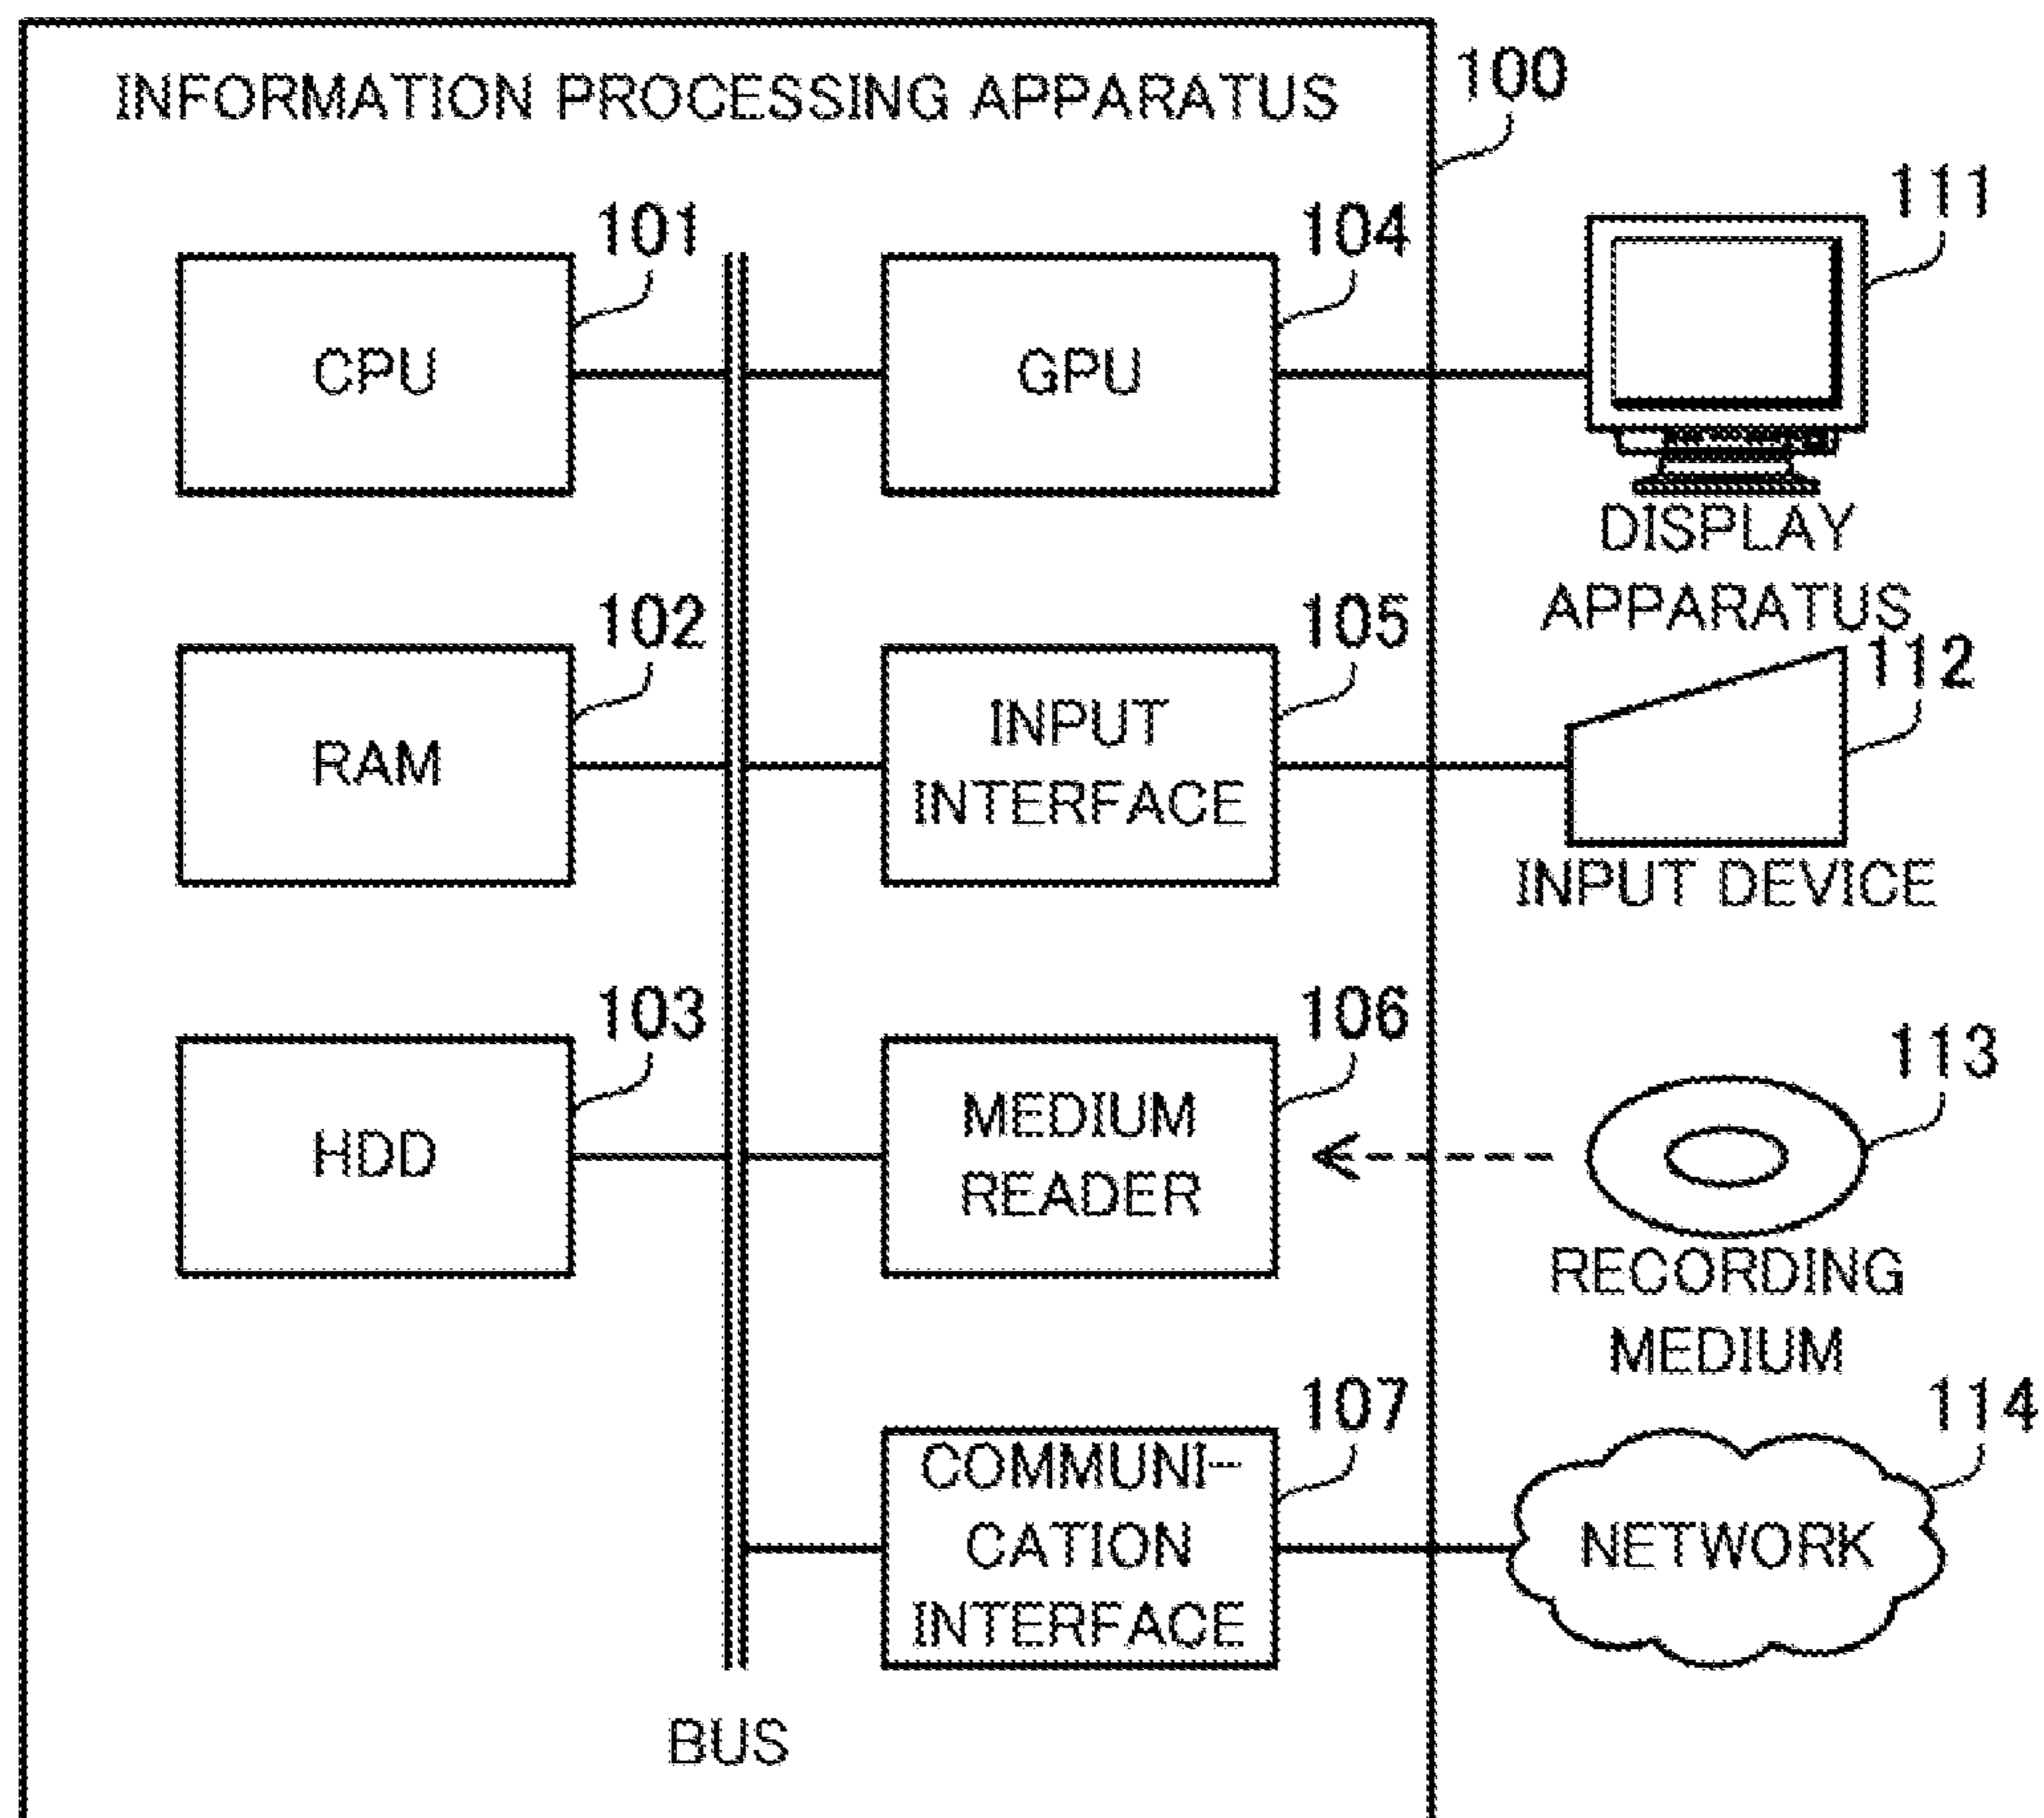 INFORMATION PROCESSING APPARATUS
100
101
CPU
104
GPU
111
DISPLAY
APPARATUS
102
RAM
105
INPUT
INTERFACE
112
INPUT DEVICE
103
HDD
106
MEDIUM
READER
113
RECORDING
MEDIUM
107
COMMUNI-
CATION
INTERFACE
114
NETWORK
BUS